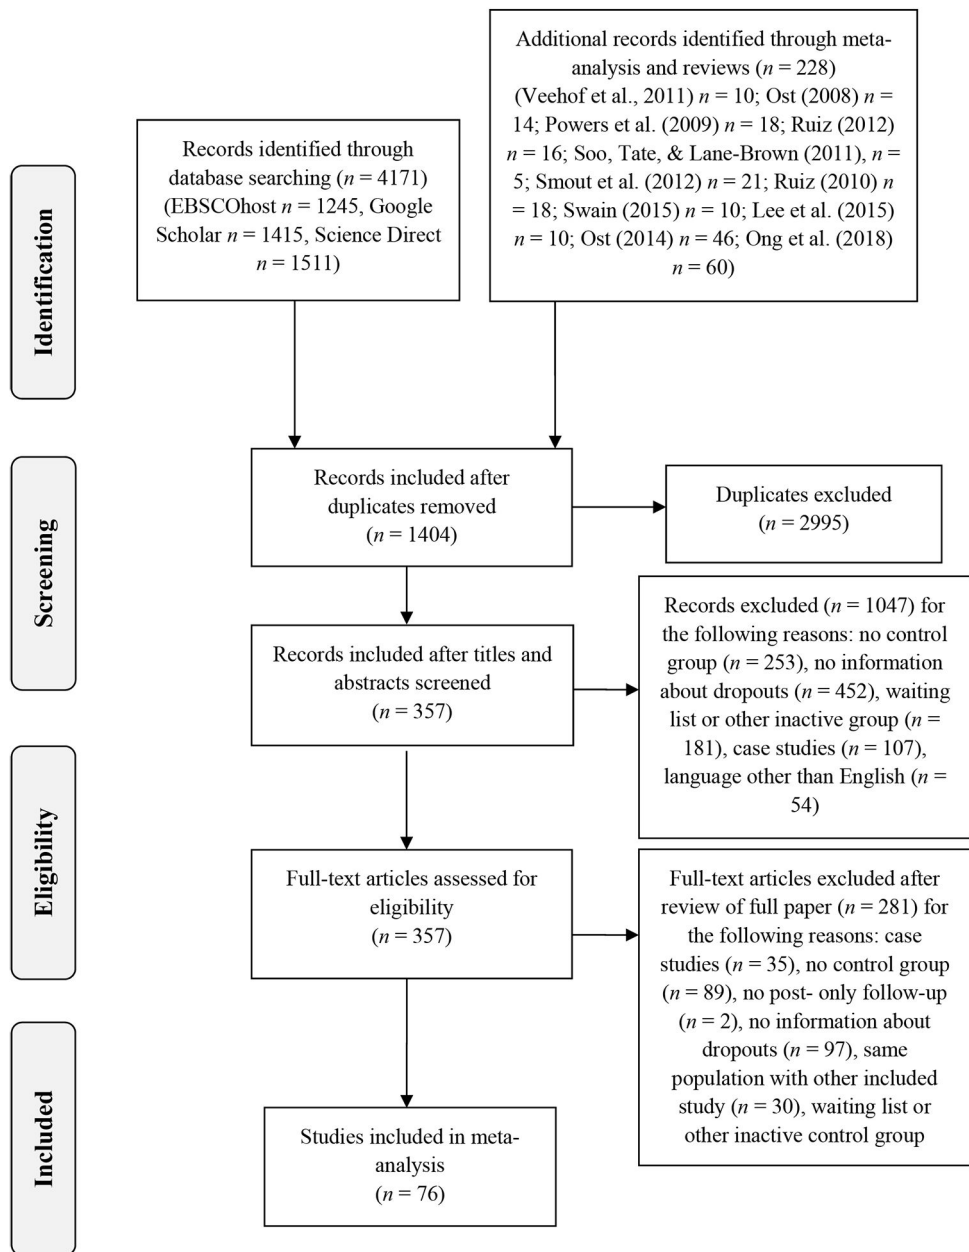 Additional records identified through meta-
analysis and reviews (n = 228)
(Veehof et al., 2011) n = 10; Ost (2008) n =
14; Powers et al. (2009) n = 18; Ruiz (2012)
n = 16; Soo, Tate, & Lane-Brown (2011), n =
5; Smout et al. (2012) n = 21; Ruiz (2010) n
= 18; Swain (2015) n = 10; Lee et al. (2015)
n = 10; Ost (2014) n = 46; Ong et al. (2018)
n = 60)
Records identified through
database searching (n = 4171)
(EBSCOhost n = 1245, Google
Scholar n = 1415, Science Direct
n = 1511)
Identification
Records included after
duplicates removed
(n = 1404)
Duplicates excluded
(n = 2995)
Screening
Records included after titles and
abstracts screened
(n = 357)
Records excluded (n = 1047) for
the following reasons: no control
group (n = 253), no information
about dropouts (n = 452), waiting
list or other inactive group (n =
181), case studies (n = 107),
language other than English (n =
54)
Eligibility
Full-text articles assessed for
eligibility
(n = 357)
Full-text articles excluded after
review of full paper (n = 281) for
the following reasons: case
studies (n = 35), no control group
(n = 89), no post- only follow-up
(n = 2), no information about
dropouts (n = 97), same
population with other included
study (n = 30), waiting list or
other inactive control group
Included
Studies included in meta-
analysis
(n = 76)